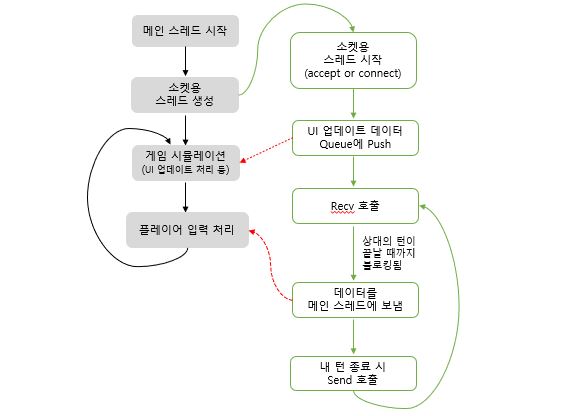 메인 스레드 시작
소켓용
스레드 생성
게임 시뮬레이션
(UI 업데이트 처리 등)
플레이어 입력 처리
소켓용
스레드 시작
(accept or connect)
UI 업데이트 데이터
Queue에 Push
Recv 호출
상대의 턴이
끝날 때까지
블로킹됨
데이터를
메인 스레드에 보냄
내 턴 종료 시
Send 호출